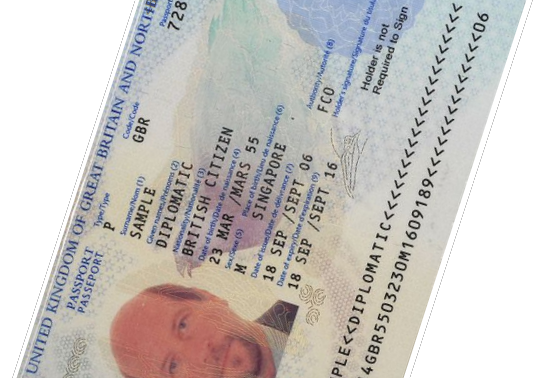 UNITED KINGDOM OF GREAT BRITAIN AND NORTHE
PASSPORT
PASSEPORT
Type/Type
P
Code/Code
GBR
Passport
728
Surname/Nom (1)
SAMPLE
Given names/Prénoms (2)
DIPLOMATIC
Nationality/Nationalité (3)
BRITISH CITIZEN
Date of birth/Date de naissance (4)
23 MAR /MARS 55
Sex/Sexe (5)
M
Place of birth/Lieu de naissance (6)
SINGAPORE
Date of issue/Date de délivrance (7)
18 SEP /SEPT 06
Authority/Autorité (8)
FCO
Date of expiry/Date d'expiration (9)
18 SEP /SEPT 16
Holder's signature/Signature du titulaire
Holder is not
Required to Sign
PLE<<DIPLOMATIC<<<<<<<<<<<<<<<<<<<
4GBR5503230M1609189<<<<<<<<<<<<<<06